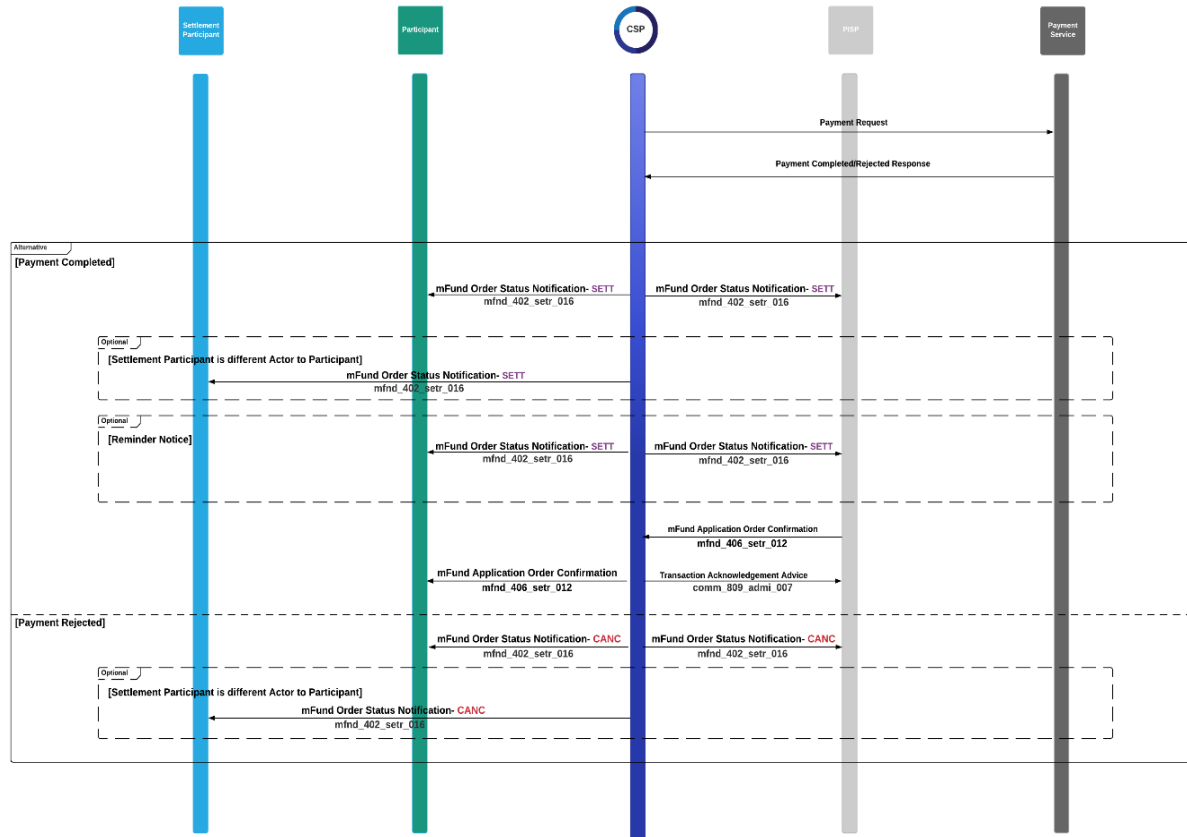 Settlement
Participant
Participant
CSP
PISP
Payment
Service
Payment Request
Payment Completed/Rejected Response
Alternative
[Payment Completed]
mFund Order Status Notification- SETT
mfnd_402_setr_016
mFund Order Status Notification- SETT
mfnd_402_setr_016
Optional
[Settlement Participant is different Actor to Participant]
mFund Order Status Notification- SETT
mfnd_402_setr_016
Optional
[Reminder Notice]
mFund Order Status Notification- SETT
mfnd_402_setr_016
mFund Order Status Notification- SETT
mfnd_402_setr_016
mFund Application Order Confirmation
mfnd_406_setr_012
mFund Application Order Confirmation
mfnd_406_setr_012
Transaction Acknowledgement Advice
comm_809_admi_007
[Payment Rejected]
mFund Order Status Notification- CANC
mfnd_402_setr_016
mFund Order Status Notification- CANC
mfnd_402_setr_016
Optional
[Settlement Participant is different Actor to Participant]
mFund Order Status Notification- CANC
mfnd_402_setr_016